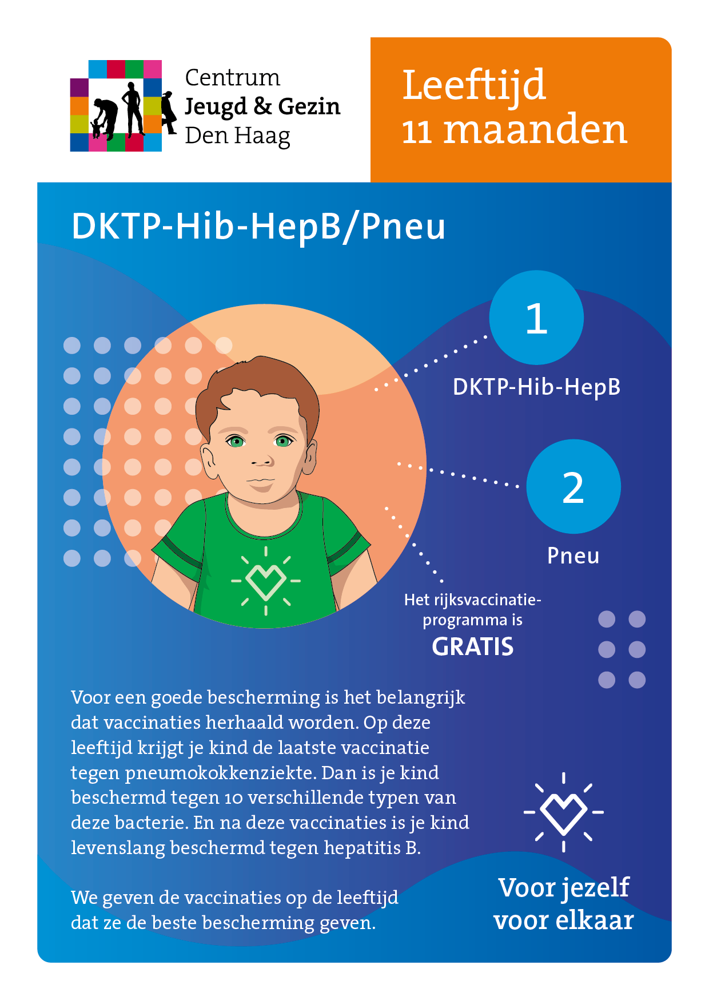 Centrum
Jeugd & Gezin
Den Haag
Leeftijd
11 maanden
DKTP-Hib-HepB/Pneu
1
DKTP-Hib-HepB
2
Pneu
Het rijksvaccinatie-
programma is
GRATIS
Voor een goede bescherming is het belangrijk
dat vaccinaties herhaald worden. Op deze
leeftijd krijgt je kind de laatste vaccinatie
tegen pneumokokkenziekte. Dan is je kind
beschermd tegen 10 verschillende typen van
deze bacterie. En na deze vaccinaties is je kind
levenslang beschermd tegen hepatitis B.
We geven de vaccinaties op de leeftijd
dat ze de beste bescherming geven.
Voor jezelf
voor elkaar